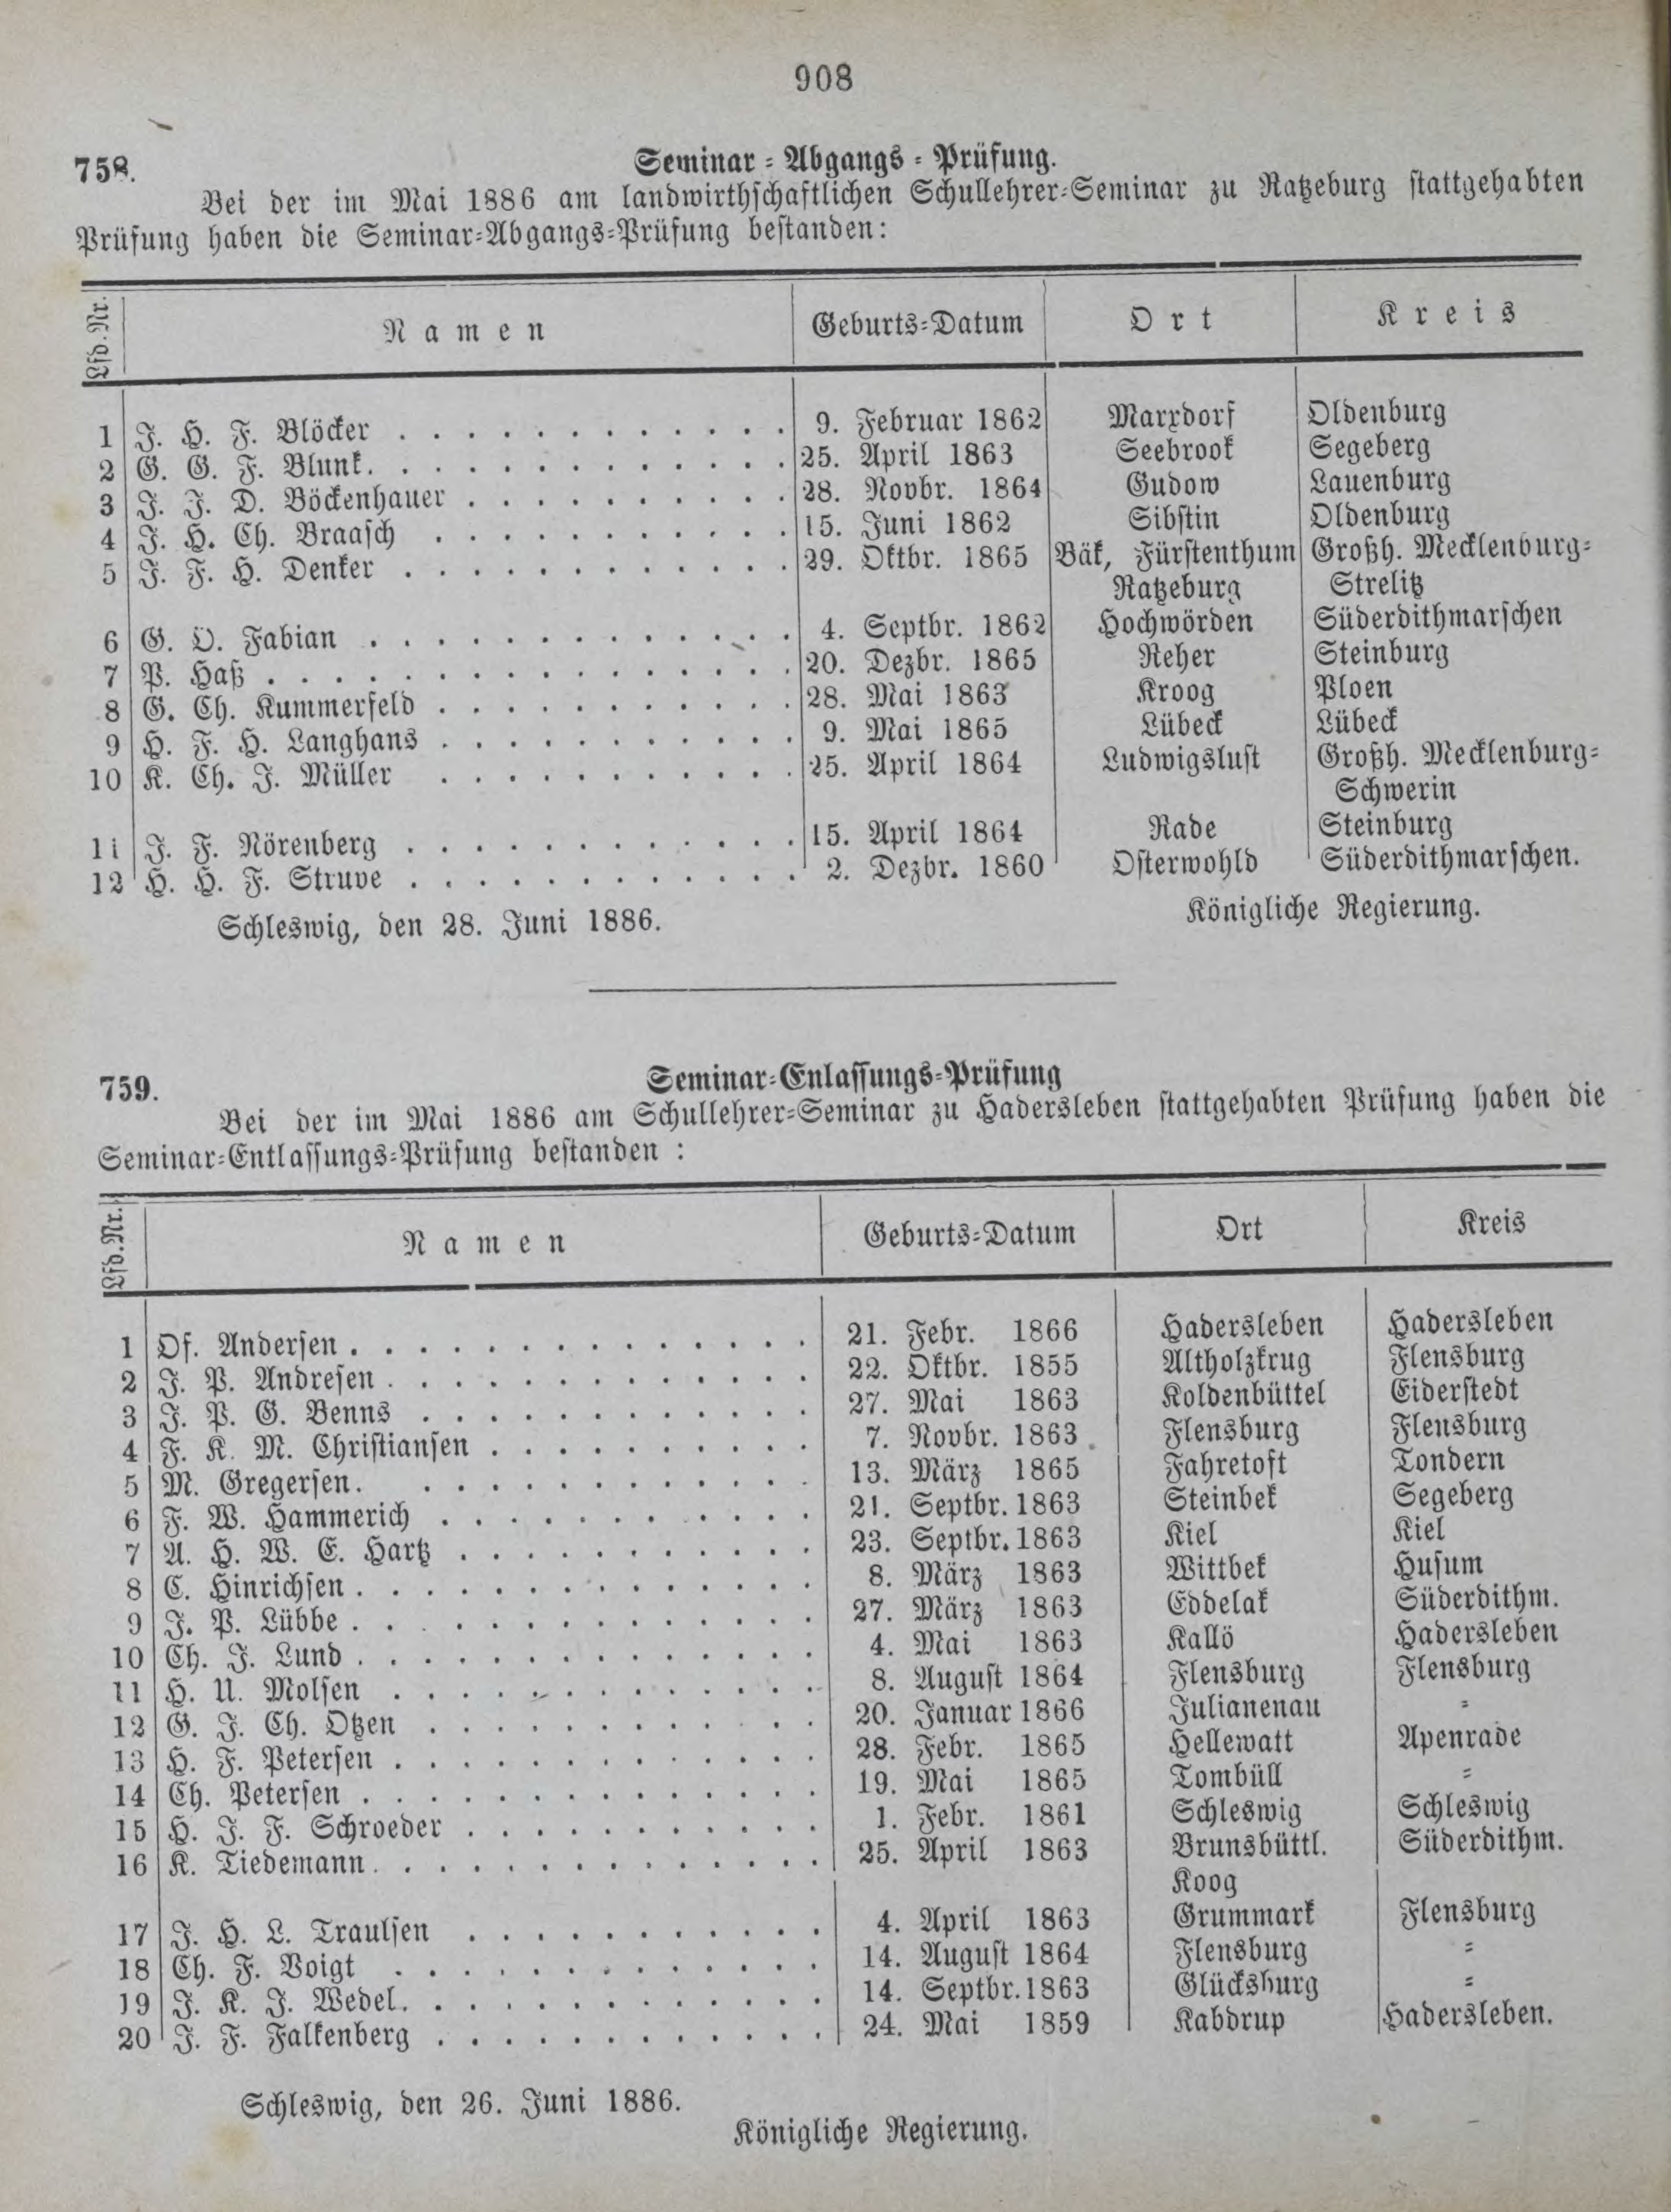 908
758. Seminar-Abgangs-Prüfung.
Bei der im Mai 1886 am landwirthschaftlichen Schullehrer-Seminar zu Ratzeburg stattgehabten
Prüfung haben die Seminar-Abgangs-Prüfung bestanden:
Lfd. Nr. Namen Geburts-Datum Ort Kreis
1 J. H. F. Blöcker 9. Februar 1862 Marxdorf Oldenburg
2 G. G. F. Blunk. 25. April 1863 Seebrook Segeberg
3 J. J. D. Böckenhauer 28. Novbr. 1864 Gudow Lauenburg
4 J. H. Ch. Braasch 15. Juni 1862 Sibstin Oldenburg
5 J. F. H. Denker 29. Oktbr. 1865 Bäk, Fürstenthum Großh. Mecklenburg-
Ratzeburg Strelitz
6 G. O. Fabian 4. Septbr. 1862 Hochwörden Süderdithmarschen
7 P. Haß 20. Dezbr. 1865 Reher Steinburg
8 G. Ch. Kummerfeld 28. Mai 1863 Kroog Ploen
9 H. F. H. Langhans 9. Mai 1865 Lübeck Lübeck
10 K. Ch. J. Müller 25. April 1864 Ludwigslust Großh. Mecklenburg-
Schwerin
11 J. F. Nörenberg 15. April 1864 Rade Steinburg
12 H. H. F. Struve 2. Dezbr. 1860 Osterwohld Süderdithmarschen.
Schleswig, den 28. Juni 1886. Königliche Regierung.
759. Seminar-Enlassungs-Prüfung
Bei der im Mai 1886 am Schullehrer-Seminar zu Hadersleben stattgehabten Prüfung haben die
Seminar-Entlassungs-Prüfung bestanden :
Lfd. Nr. Namen Geburts-Datum Ort Kreis
1 Of. Andersen. 21. Febr. 1866 Hadersleben Hadersleben
2 J. P. Andresen. 22. Oktbr. 1855 Altholzkrug Flensburg
3 J. P. G. Benns 27. Mai 1863 Koldenbüttel Eiderstedt
4 F. K. M. Christiansen 7. Novbr. 1863 Flensburg Flensburg
5 M. Gregersen. 13. März 1865 Fahretoft Tondern
6 F. W. Hammerich 21. Septbr. 1863 Steinbek Segeberg
7 A. H. W. E. Hartz 23. Septbr. 1863 Kiel Kiel
8 C. Hinrichsen. 8. März 1863 Wittbek Husum
9 J. P. Lübbe. 27. März 1863 Eddelak Süderdithm.
10 Ch. J. Lund. 4. Mai 1863 Kallö Hadersleben
11 H. U. Molsen 8. August 1864 Flensburg Flensburg
12 G. J. Ch. Otzen 20. Januar 1866 Julianenau =
13 H. F. Petersen. 28. Febr. 1865 Hellewatt Apenrade
14 Ch. Petersen. 19. Mai 1865 Tombüll =
15 H. J. F. Schroeder 1. Febr. 1861 Schleswig Schleswig
16 K. Tiedemann. 25. April 1863 Brunsbüttl. Süderdithm.
Koog
17 J. H. L. Traulsen 4. April 1863 Grummark Flensburg
18 Ch. F. Voigt 14. August 1864 Flensburg =
19 J. K. J. Wedel. 14. Septbr. 1863 Glücksburg =
20 J. F. Falkenberg 24. Mai 1859 Kabdrup Hadersleben.
Schleswig, den 26. Juni 1886.
Königliche Regierung.